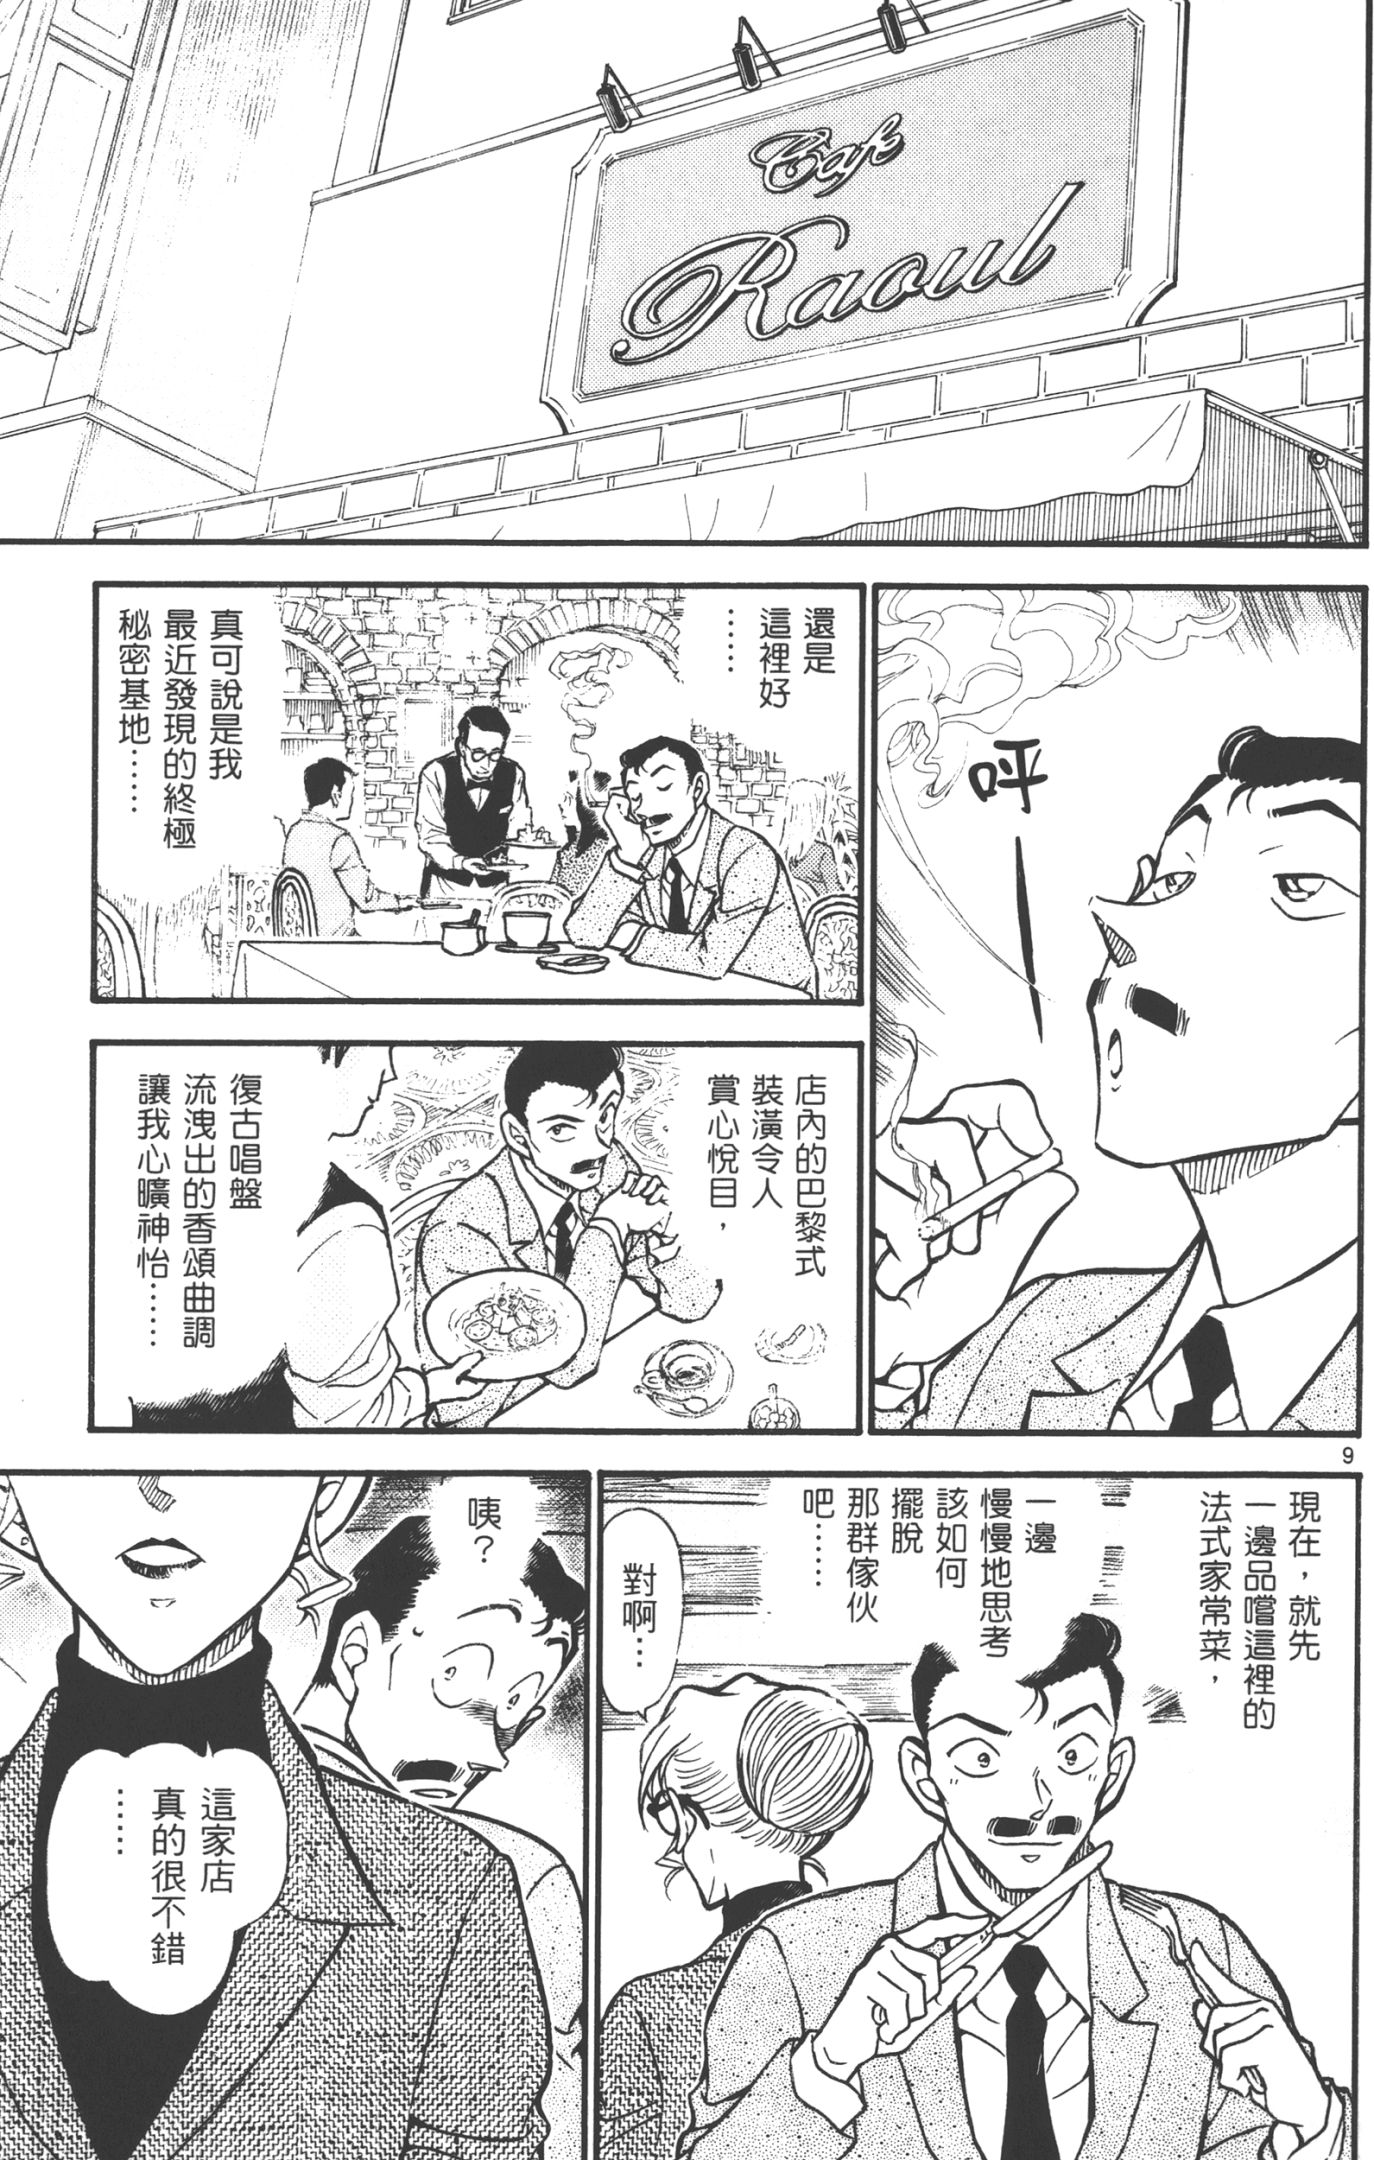 Cafe
Raoul
呼—
還是
這裡好
……
真可說是我
最近發現的終極
秘密基地……
店內的巴黎式
裝潢令人
賞心悅目，
復古唱盤
流洩出的香頌曲調
讓我心曠神怡……
9
現在，就先
一邊品嚐這裡的
法式家常菜，
一邊
慢慢地思考
該如何
擺脫
那群傢伙
吧……
對啊…
咦？
這家店
真的很不錯
……